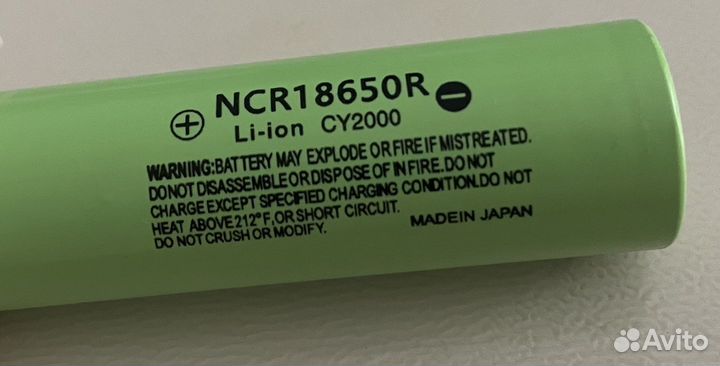 NCR18650R
Li-ion CY2000
WARNING:BATTERY MAY EXPLODE OR FIRE IF MISTREATED.
DO NOT DISASSEMBLE OR DISPOSE OF IN FIRE.DO NOT
CHARGE EXCEPT SPECIFIED CHARGING CONDITION.DO NOT
HEAT ABOVE 212°F, OR SHORT CIRCUIT.
DO NOT CRUSH OR MODIFY.
MADE IN JAPAN
Avito